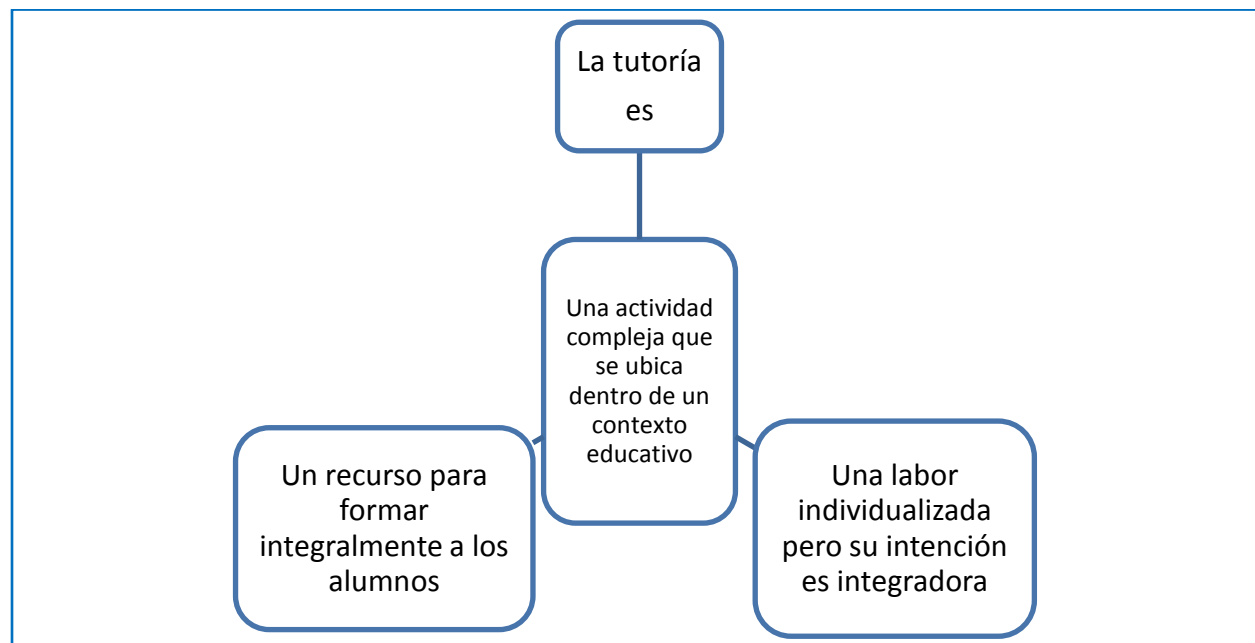 La tutoría
es
Una actividad
compleja que
se ubica
dentro de un
contexto
educativo
Un recurso para
formar
integralmente a los
alumnos
Una labor
individualizada
pero su intención
es integradora